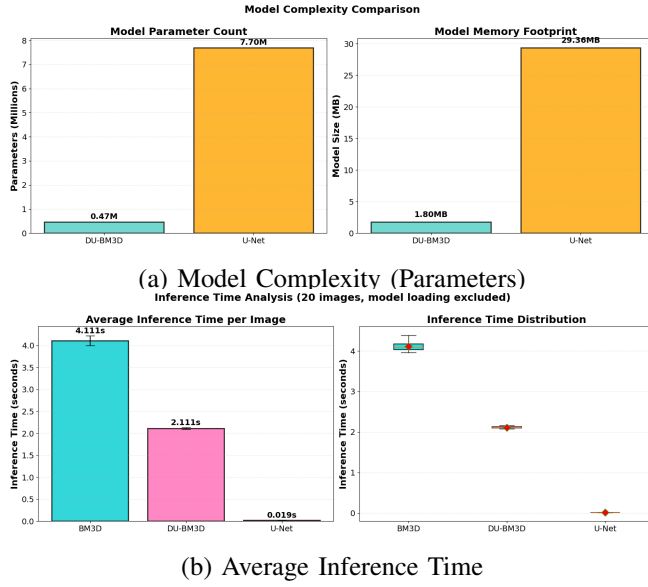 Model Complexity Comparison
Model Parameter Count
7.70M
Parameters (Millions)
8
7
6
5
4
3
2
1
0
0.47M
DU-BM3D
U-Net
Model Memory Footprint
29.36MB
Model Size (MB)
30
25
20
15
10
5
0
1.80MB
DU-BM3D
U-Net
(a) Model Complexity (Parameters)
Inference Time Analysis (20 images, model loading excluded)
Average Inference Time per Image
4.111s
Inference Time (seconds)
4.0
3.5
3.0
2.5
2.0
1.5
1.0
0.5
0.0
2.111s
0.019s
BM3D
DU-BM3D
U-Net
Inference Time Distribution
Inference Time (seconds)
4
2
0
BM3D
DU-BM3D
U-Net
(b) Average Inference Time